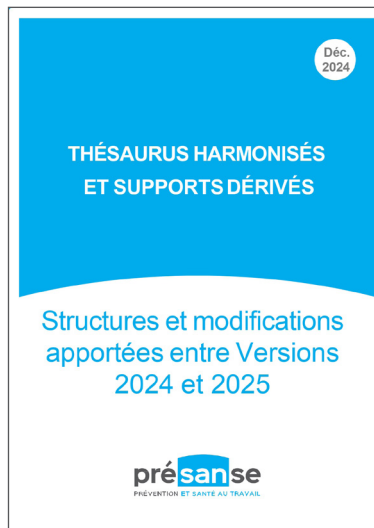 Déc.
2024
THÉSAURUS HARMONISÉS
ET SUPPORTS DÉRIVÉS
Structures et modifications
apportées entre Versions
2024 et 2025
présanse
PRÉVENTION ET SANTÉ AU TRAVAIL